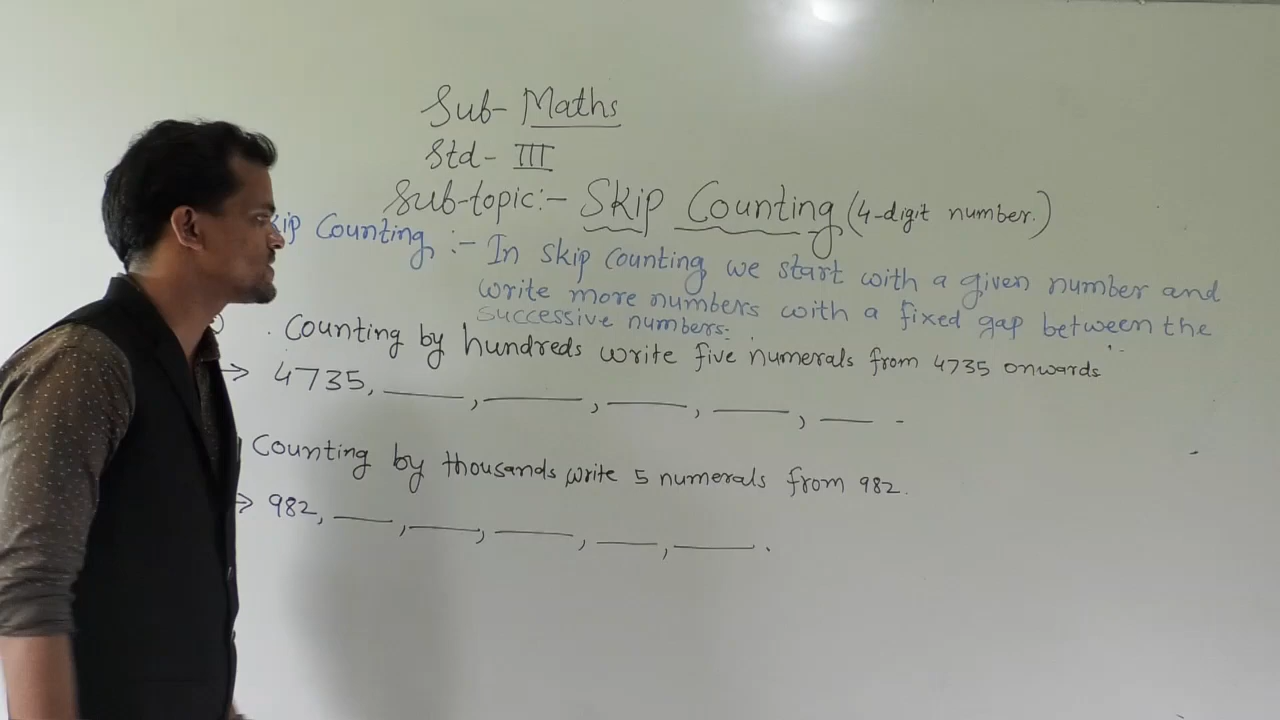 Sub- Maths
Std- III
Sub-topic:- Skip Counting (4-digit number.)
kip Counting :- In skip counting we start with a given number and
write more numbers with a fixed gap between the
successive numbers.
Counting by hundreds write five numerals from 4735 onwards
→ 4735, ____, ____, ____, ____, ____ .
Counting by thousands write 5 numerals from 982.
→ 982, ____, ____, ____, ____, ____ .